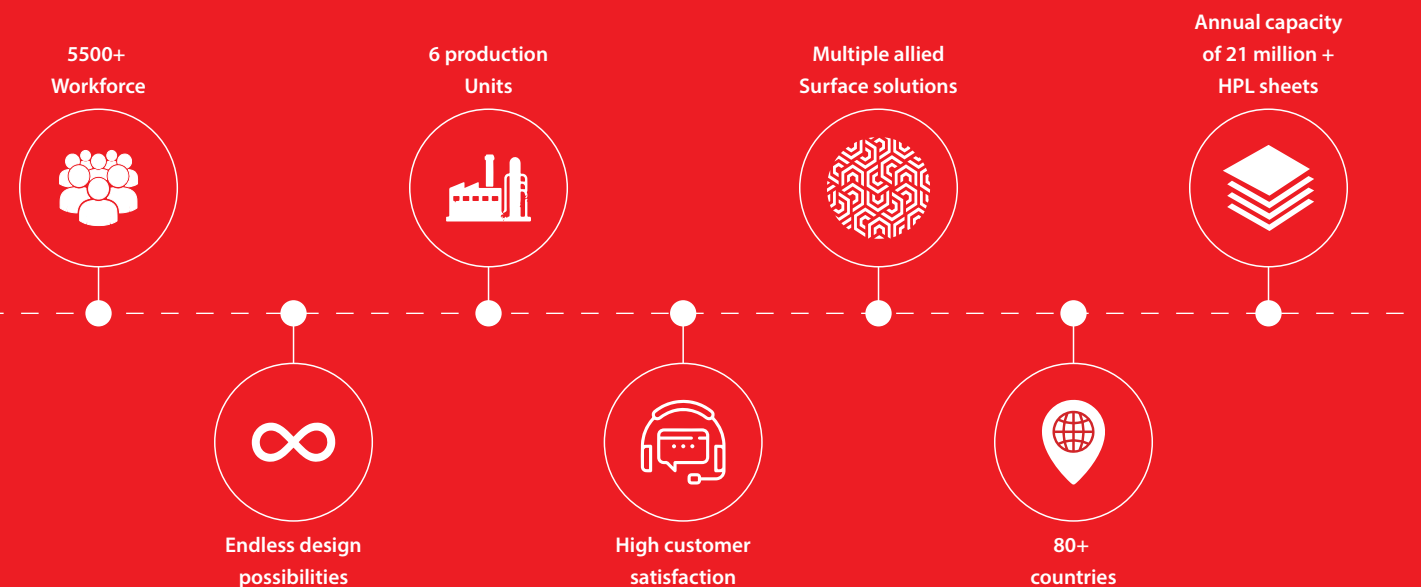 5500+
Workforce
6 production
Units
Multiple allied
Surface solutions
Annual capacity
of 21 million +
HPL sheets
Endless design
possibilities
High customer
satisfaction
80+
countries